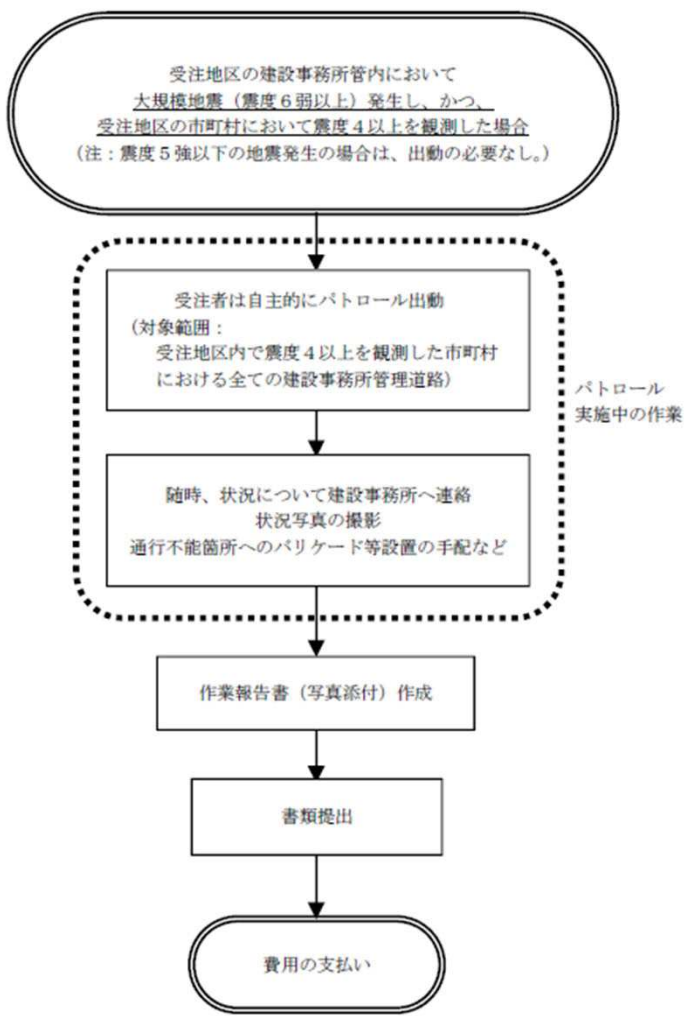 受注地区の建設事務所管内において
大規模地震（震度６弱以上）発生し、かつ、
受注地区の市町村において震度４以上を観測した場合
（注：震度５強以下の地震発生の場合は、出動の必要なし。）
受注者は自主的にパトロール出動
（対象範囲：
受注地区内で震度４以上を観測した市町村
における全ての建設事務所管理道路）
パトロール
実施中の作業
随時、状況について建設事務所へ連絡
状況写真の撮影
通行不能箇所へのバリケード等設置の手配など
作業報告書（写真添付）作成
書類提出
費用の支払い